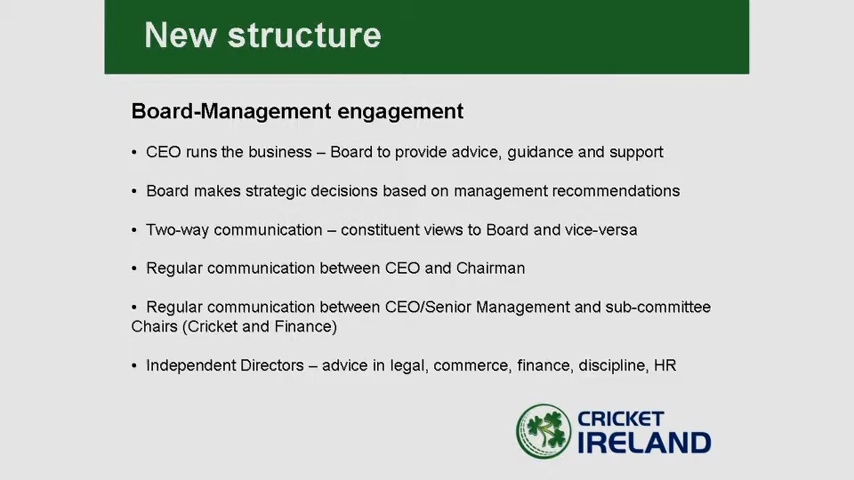 New structure
Board-Management engagement
• CEO runs the business – Board to provide advice, guidance and support
• Board makes strategic decisions based on management recommendations
• Two-way communication – constituent views to Board and vice-versa
• Regular communication between CEO and Chairman
• Regular communication between CEO/Senior Management and sub-committee
Chairs (Cricket and Finance)
• Independent Directors – advice in legal, commerce, finance, discipline, HR
CRICKET
IRELAND